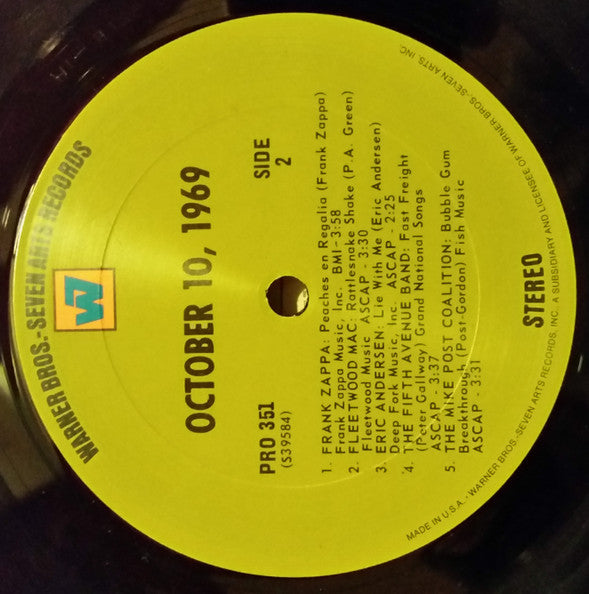 WARNER BROS.-SEVEN ARTS RECORDS
W7
OCTOBER 10, 1969
PRO 351
(S39584)
SIDE
2
1. FRANK ZAPPA: Peaches en Regalia (Frank Zappa)
Frank Zappa Music, Inc. BMI - 3:58
2. FLEETWOOD MAC: Rattlesnake Shake (P.A. Green)
Fleetwood Music ASCAP - 3:30
3. ERIC ANDERSEN: Lie With Me (Eric Andersen)
Deep Fork Music, Inc. ASCAP - 2:25
4. THE FIFTH AVENUE BAND: Fast Freight
(Peter Gallway) Grand National Songs
ASCAP - 3:37
5. THE MIKE POST COALITION: Bubble Gum
Breakthrough (Post-Gordon) Fish Music
ASCAP - 3:31
STEREO
MADE IN U.S.A. - WARNER BROS.-SEVEN ARTS RECORDS, INC. A SUBSIDIARY AND LICENSEE OF WARNER BROS.-SEVEN ARTS INC.